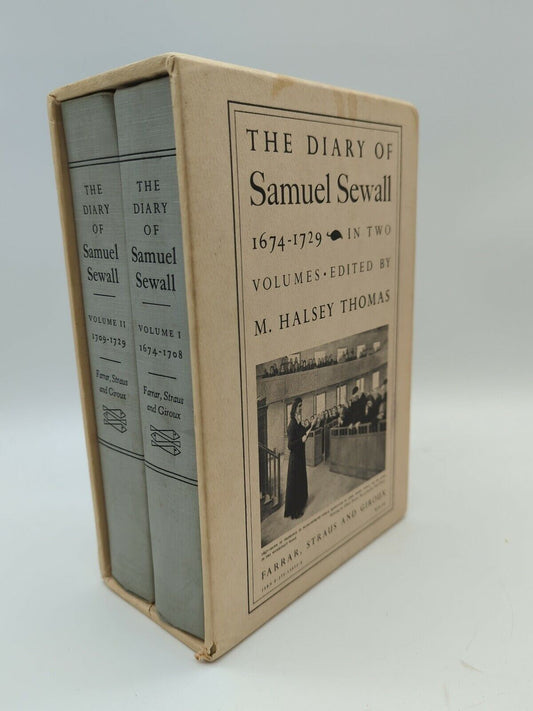 THE
DIARY
OF
Samuel
Sewall
VOLUME II
1709-1729
Farrar, Straus
and Giroux
THE
DIARY
OF
Samuel
Sewall
VOLUME I
1674-1708
Farrar, Straus
and Giroux
THE DIARY OF
Samuel Sewall
1674-1729 IN TWO
VOLUMES · EDITED BY
M. HALSEY THOMAS
FARRAR, STRAUS AND GIROUX